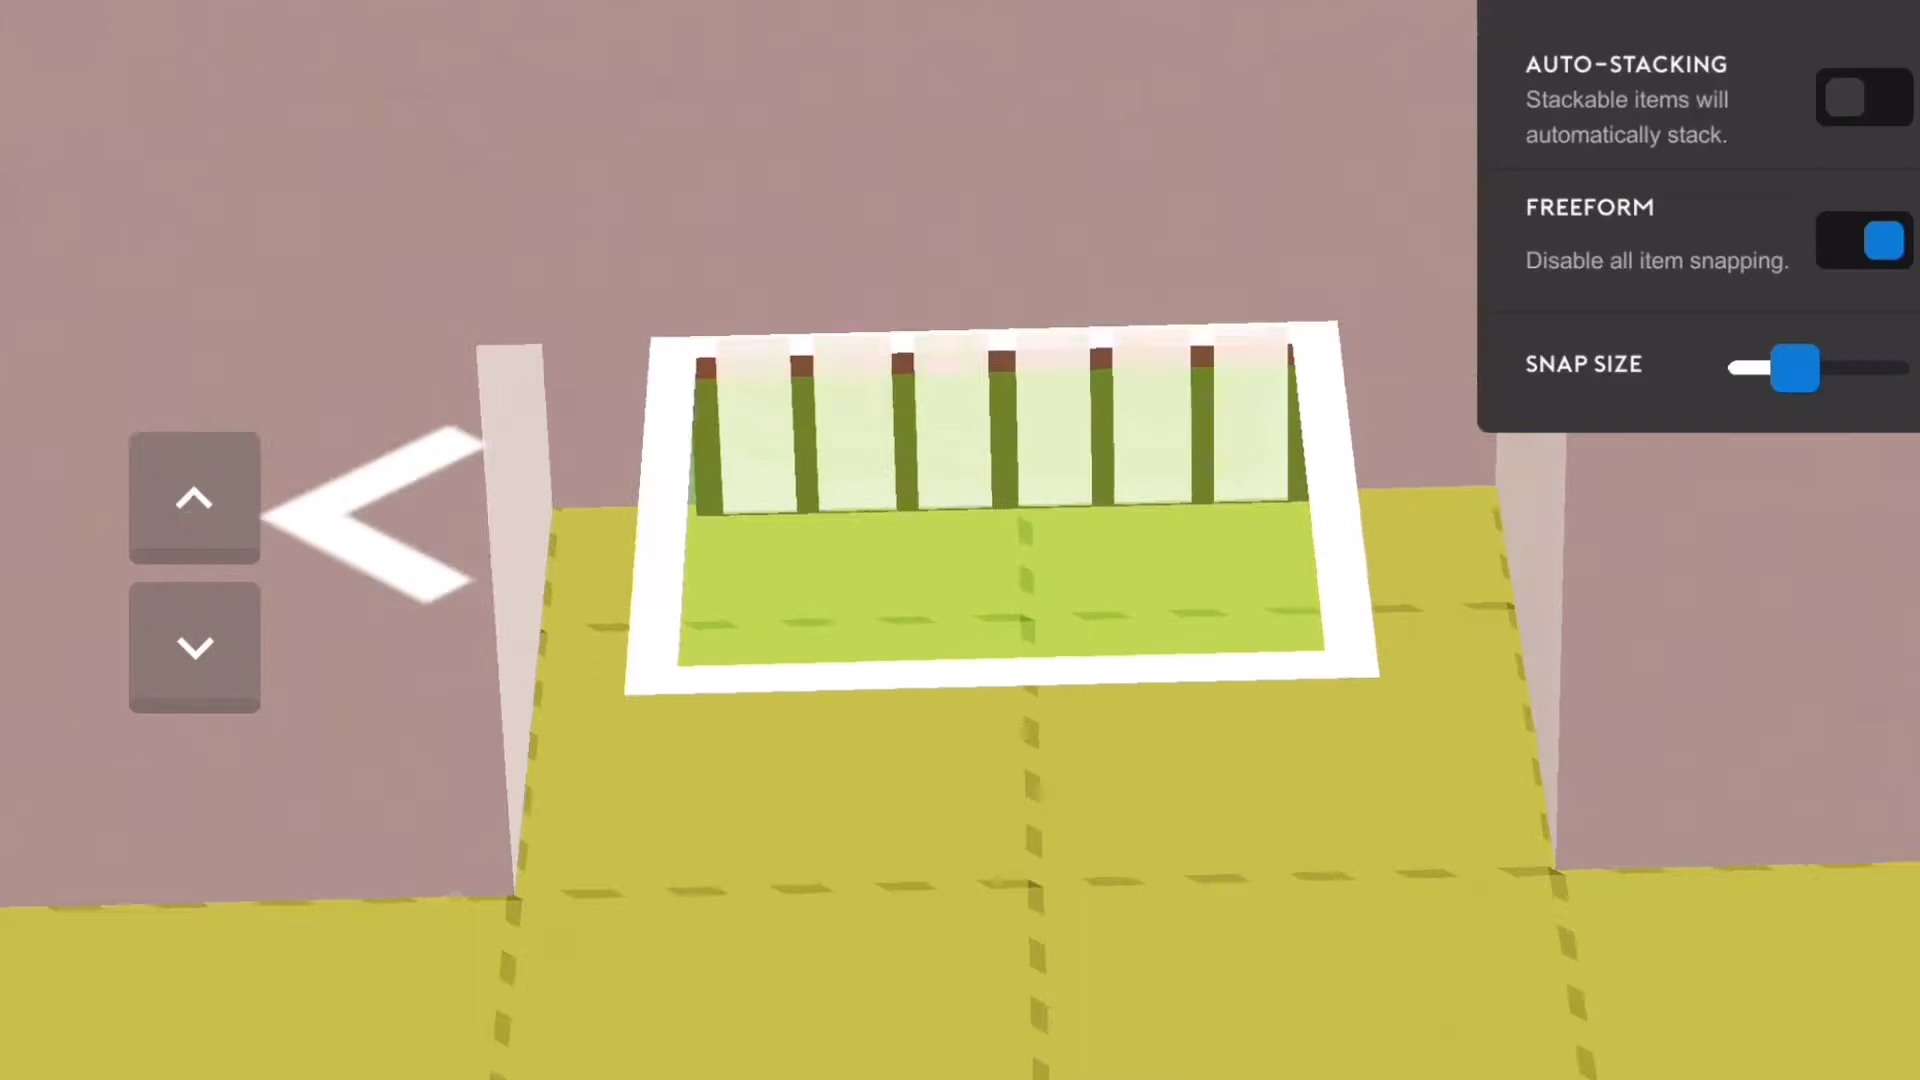 AUTO-STACKING
Stackable items will
automatically stack.
FREEFORM
Disable all item snapping.
SNAP SIZE